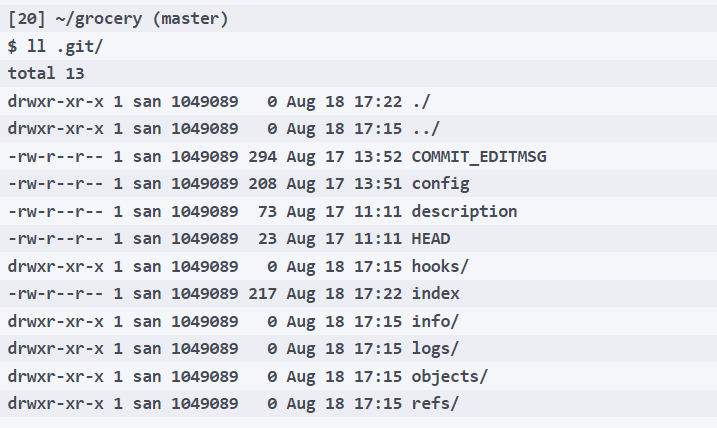 [20] ~/grocery (master)
$ ll .git/
total 13
drwxr-xr-x 1 san 1049089   0 Aug 18 17:22 ./
drwxr-xr-x 1 san 1049089   0 Aug 18 17:15 ../
-rw-r--r-- 1 san 1049089 294 Aug 17 13:52 COMMIT_EDITMSG
-rw-r--r-- 1 san 1049089 208 Aug 17 13:51 config
-rw-r--r-- 1 san 1049089  73 Aug 17 11:11 description
-rw-r--r-- 1 san 1049089  23 Aug 17 11:11 HEAD
drwxr-xr-x 1 san 1049089   0 Aug 18 17:15 hooks/
-rw-r--r-- 1 san 1049089 217 Aug 18 17:22 index
drwxr-xr-x 1 san 1049089   0 Aug 18 17:15 info/
drwxr-xr-x 1 san 1049089   0 Aug 18 17:15 logs/
drwxr-xr-x 1 san 1049089   0 Aug 18 17:15 objects/
drwxr-xr-x 1 san 1049089   0 Aug 18 17:15 refs/